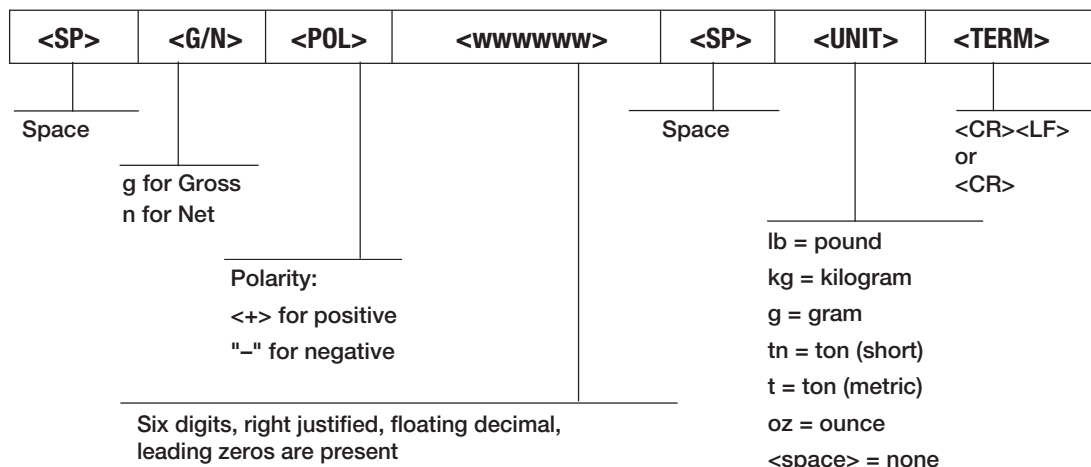 <SP> <G/N> <POL> <wwwwww> <SP> <UNIT> <TERM>
Space
g for Gross
n for Net
Polarity:
<+> for positive
"–" for negative
Six digits, right justified, floating decimal,
leading zeros are present
Space
lb = pound
kg = kilogram
g = gram
tn = ton (short)
t = ton (metric)
oz = ounce
<space> = none
<CR><LF>
or
<CR>